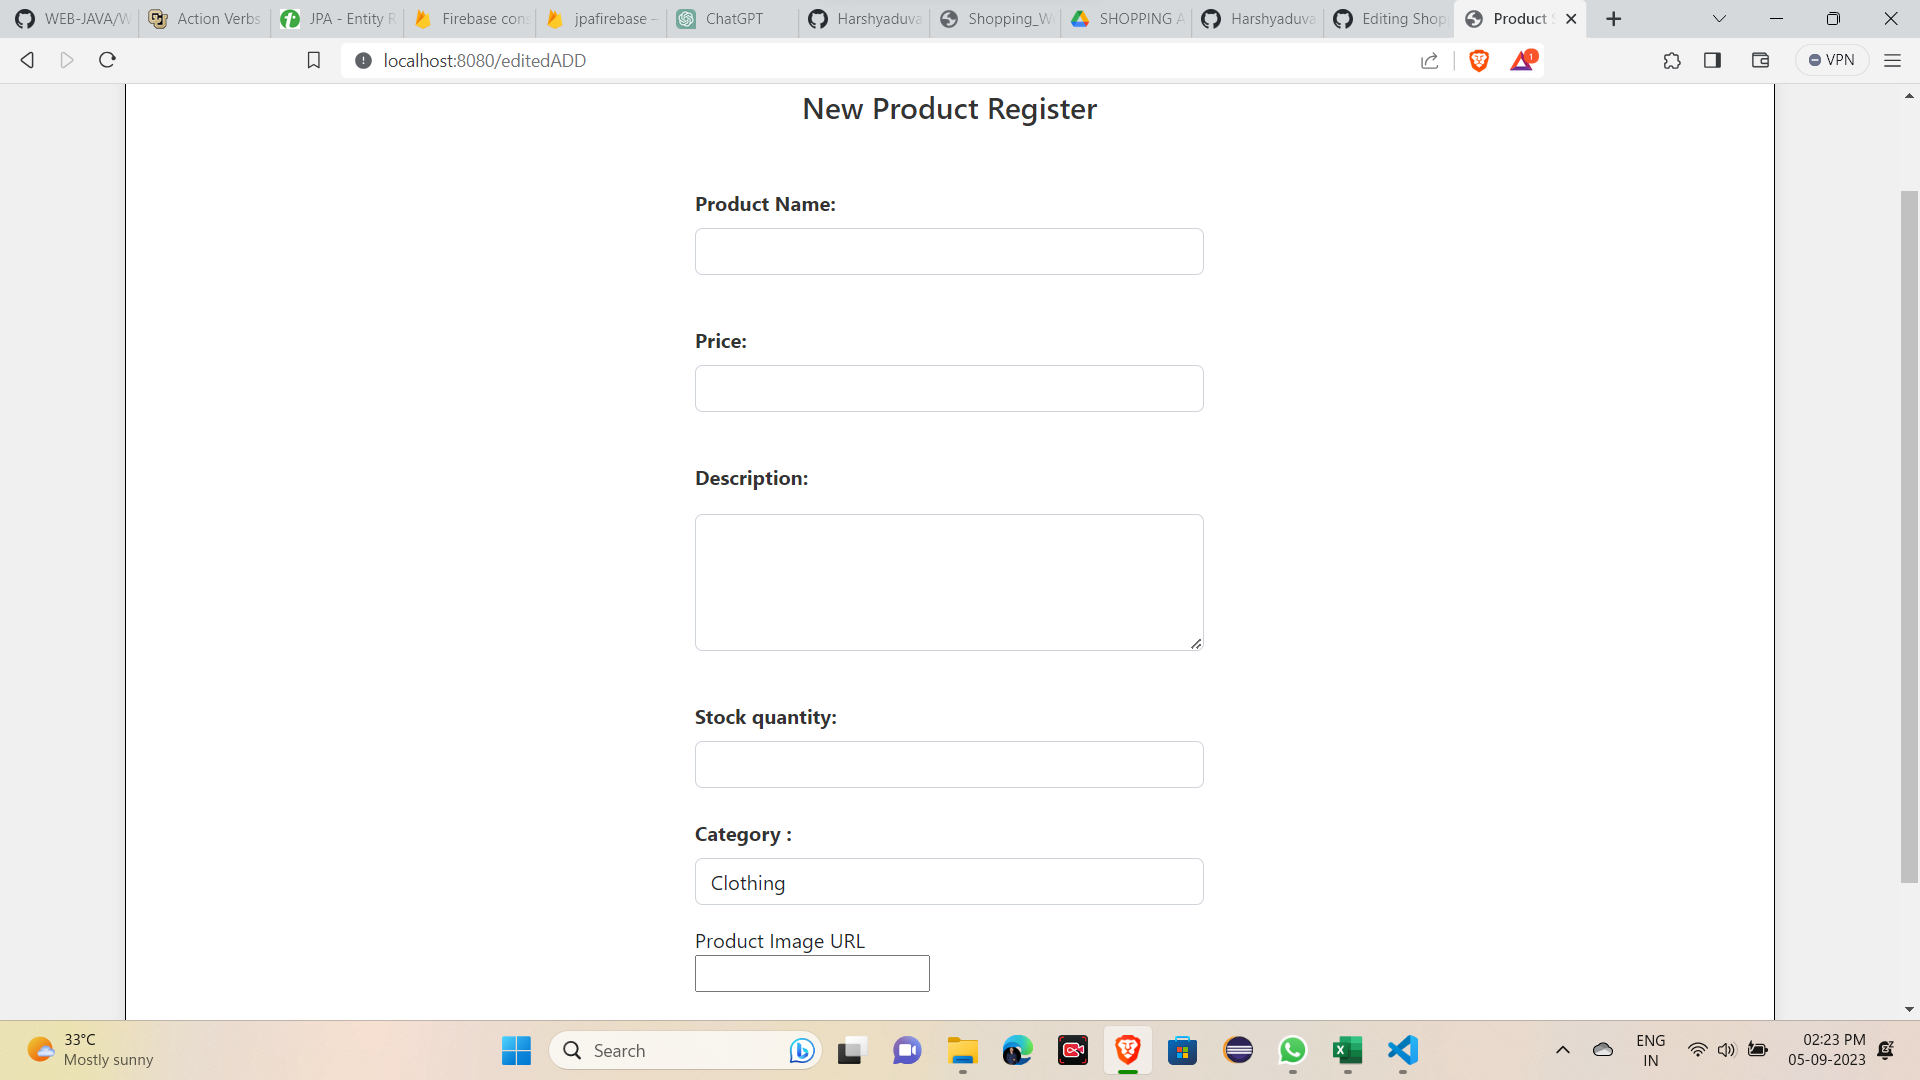 WEB-JAVA/W
Action Verbs
JPA - Entity R
Firebase cons
jpafirebase –
ChatGPT
Harshyaduva
Shopping_W
SHOPPING A
Harshyaduva
Editing Shop
Product S
localhost:8080/editedADD
1
VPN
New Product Register
Product Name:
Price:
Description:
Stock quantity:
Category :
Clothing
Product Image URL
33°C
Mostly sunny
Search
ENG
IN
02:23 PM
05-09-2023